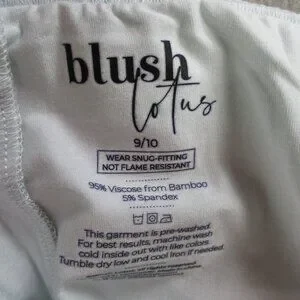 blush
lotus
9/10
WEAR SNUG-FITTING
NOT FLAME RESISTANT
95% Viscose from Bamboo
5% Spandex
This garment is pre-washed.
For best results, machine wash
cold inside out with like colors.
Tumble dry low and cool iron if needed.